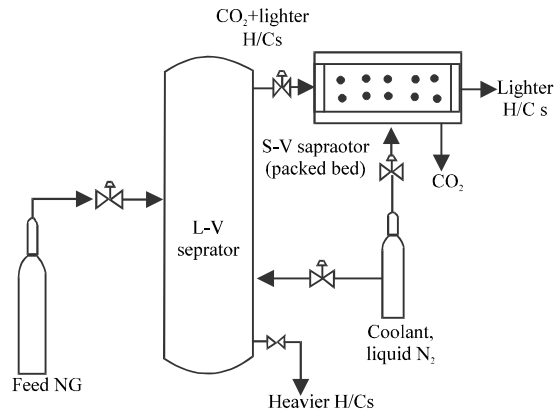 CO₂+lighter
H/Cs
Lighter
H/C s
S-V sapraotor
(packed bed)
CO₂
L-V
seprator
Coolant,
liquid N₂
Feed NG
Heavier H/Cs